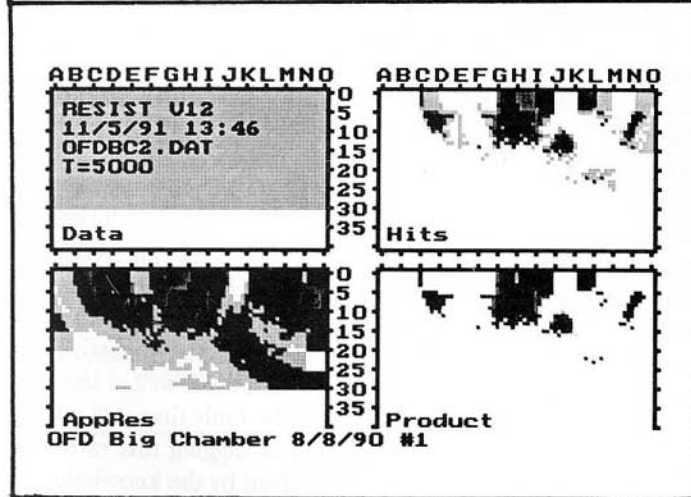 ABCDEFGHIJKLMNO ABCDEFGHIJKLMNO
RESIST V12
11/5/91 13:46
OFDBC2.DAT
T=5000
Data
0
5
10
15
20
25
30
35
Hits
AppRes
0
5
10
15
20
25
30
35
Product
OFD Big Chamber 8/8/90 #1